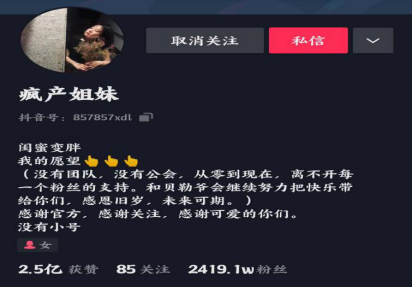 取消关注
私信
疯产姐妹
抖音号：857857xdl
闺蜜变胖
我的愿望👆👆👆
（没有团队，没有公会，从零到现在，离不开每
一个粉丝的支持。和贝勒爷会继续努力把快乐带
给你们，感恩旧岁，未来可期。）
感谢官方，感谢关注，感谢可爱的你们。
没有小号
女
2.5亿 获赞 85 关注 2419.1w 粉丝